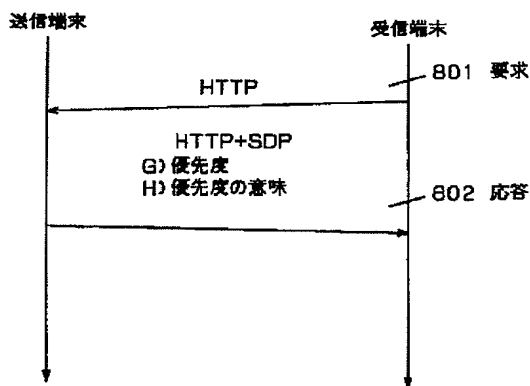 送信端末
受信端末
801 要求
HTTP
HTTP+SDP
G) 優先度
H) 優先度の意味
802 応答